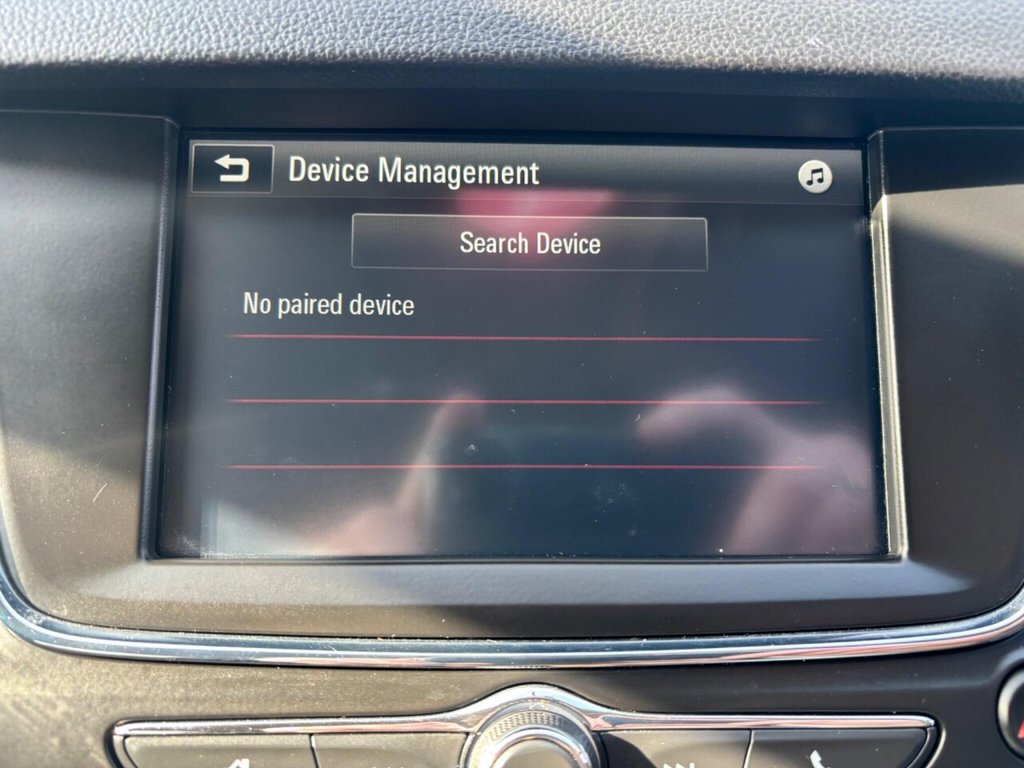 Device Management
Search Device
No paired device